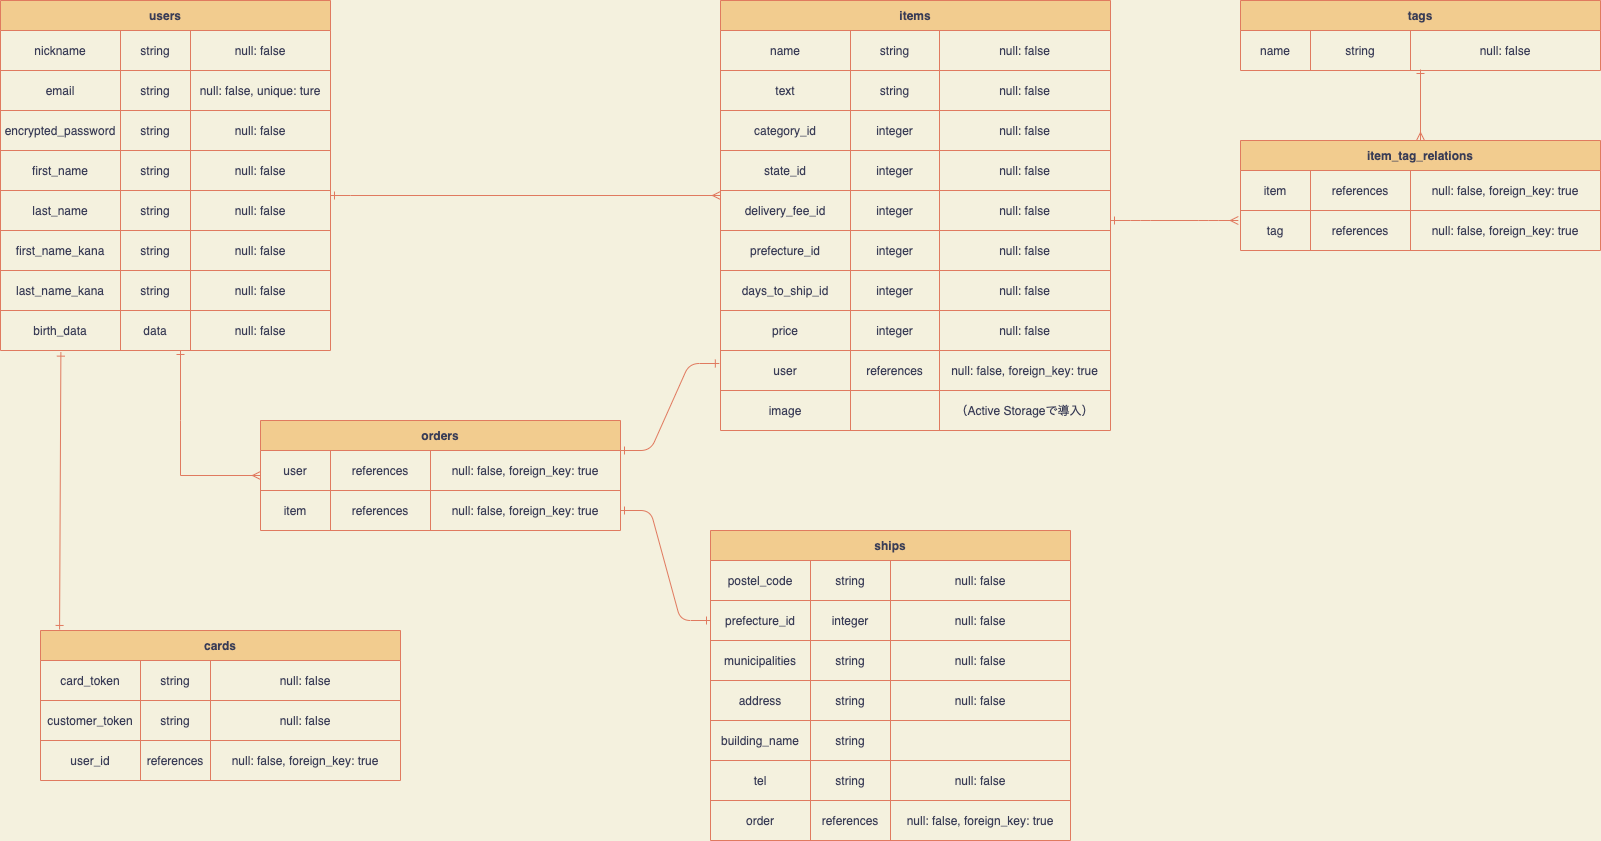 users
nickname string null: false
email string null: false, unique: ture
encrypted_password string null: false
first_name string null: false
last_name string null: false
first_name_kana string null: false
last_name_kana string null: false
birth_data data null: false
items
name string null: false
text string null: false
category_id integer null: false
state_id integer null: false
delivery_fee_id integer null: false
prefecture_id integer null: false
days_to_ship_id integer null: false
price integer null: false
user references null: false, foreign_key: true
image （Active Storageで導入）
tags
name string null: false
item_tag_relations
item references null: false, foreign_key: true
tag references null: false, foreign_key: true
orders
user references null: false, foreign_key: true
item references null: false, foreign_key: true
ships
postel_code string null: false
prefecture_id integer null: false
municipalities string null: false
address string null: false
building_name string
tel string null: false
order references null: false, foreign_key: true
cards
card_token string null: false
customer_token string null: false
user_id references null: false, foreign_key: true